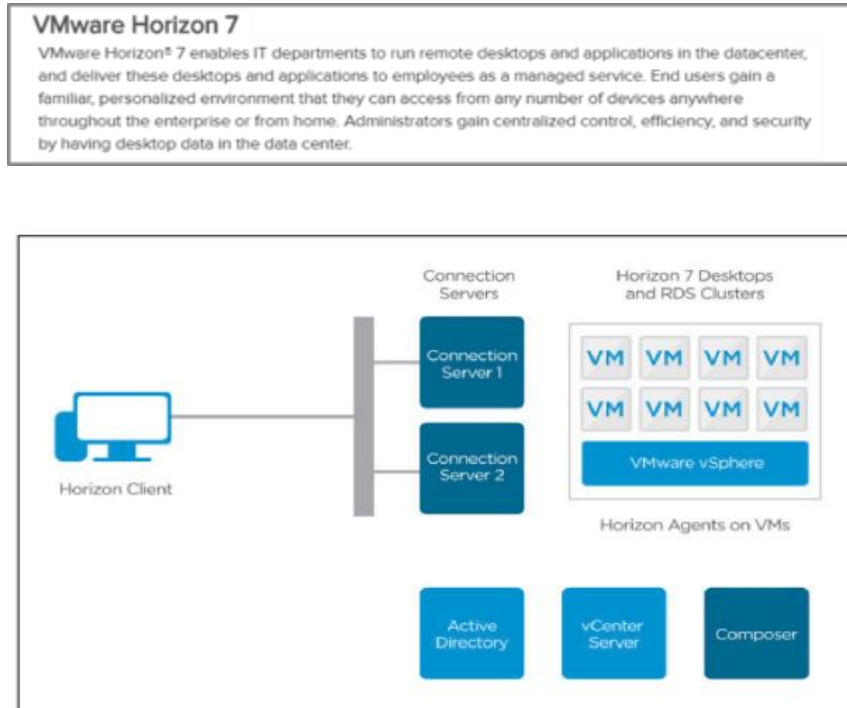 VMware Horizon 7
VMware Horizon® 7 enables IT departments to run remote desktops and applications in the datacenter,
and deliver these desktops and applications to employees as a managed service. End users gain a
familiar, personalized environment that they can access from any number of devices anywhere
throughout the enterprise or from home. Administrators gain centralized control, efficiency, and security
by having desktop data in the data center.
Connection
Servers
Horizon 7 Desktops
and RDS Clusters
Connection
Server 1
VM VM VM VM
VM VM VM VM
Connection
Server 2
VMware vSphere
Horizon Client
Horizon Agents on VMs
Active
Directory
vCenter
Server
Composer